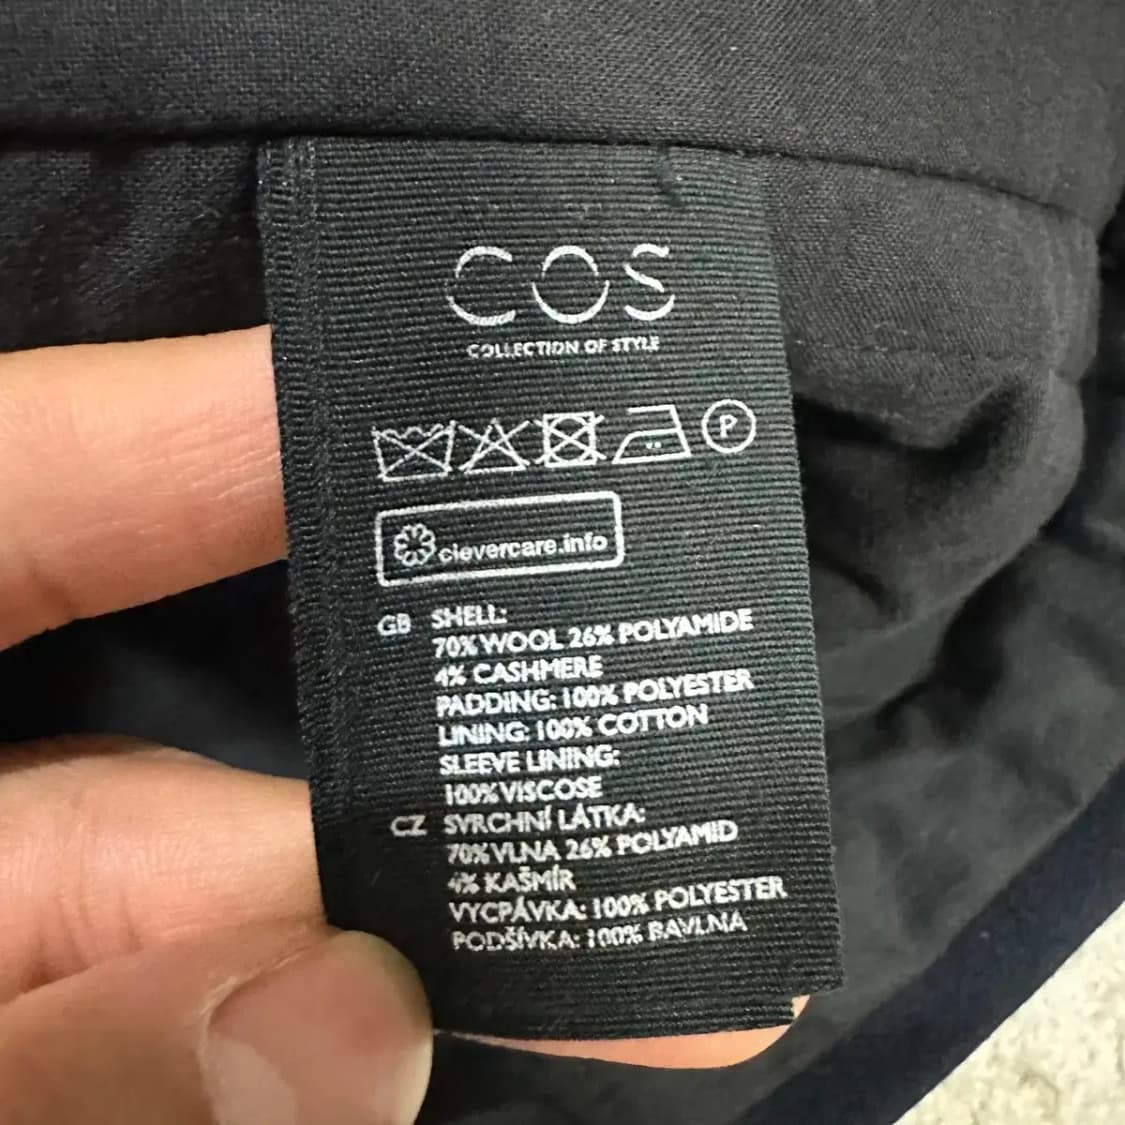 COS
COLLECTION OF STYLE
P
clevercare.info
GB SHELL:
70% WOOL 26% POLYAMIDE
4% CASHMERE
PADDING: 100% POLYESTER
LINING: 100% COTTON
SLEEVE LINING:
100% VISCOSE
CZ SVRCHNÍ LÁTKA:
70% VLNA 26% POLYAMID
4% KAŠMÍR
VYCPÁVKA: 100% POLYESTER
PODŠÍVKA: 100% BAVLNA